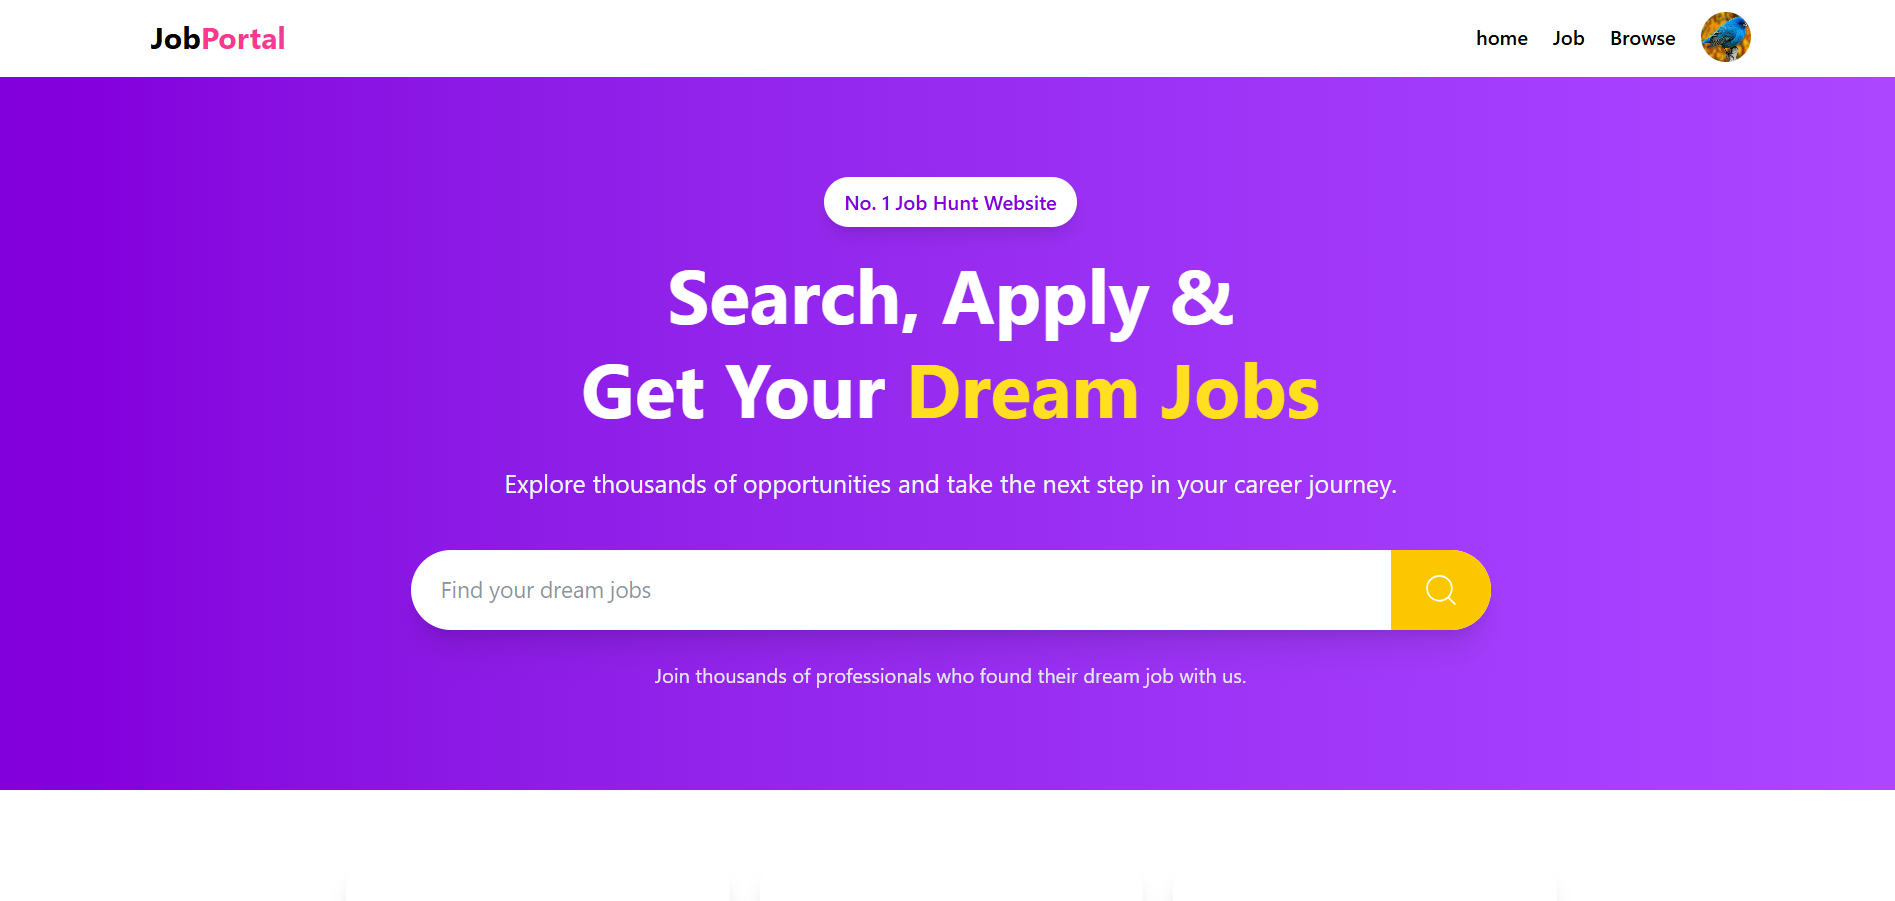 JobPortal
home Job Browse
No. 1 Job Hunt Website
Search, Apply &
Get Your Dream Jobs
Explore thousands of opportunities and take the next step in your career journey.
Find your dream jobs
Join thousands of professionals who found their dream job with us.